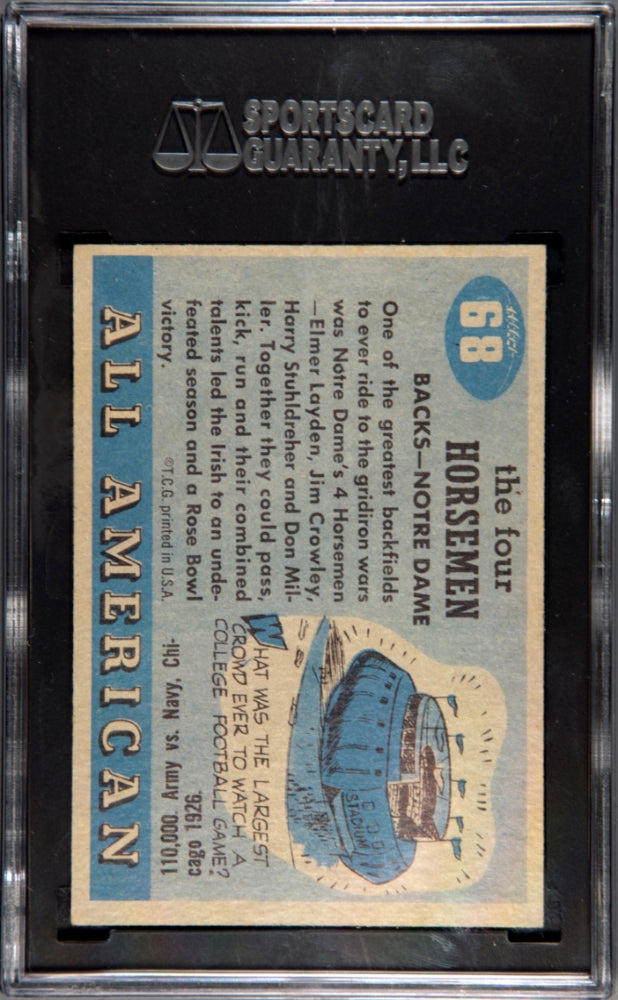 SPORTSCARD
GUARANTY, LLC
68
the four
HORSEMEN
BACKS—NOTRE DAME
One of the greatest backfields
to ever ride to the gridiron wars
was Notre Dame's 4 Horsemen
—Elmer Layden, Jim Crowley,
Harry Stuhldreher and Don Mil-
ler. Together they could pass,
kick, run and their combined
talents led the Irish to an unde-
feated season and a Rose Bowl
victory.
©T.C.G. printed in U.S.A.
STADIUM
WHAT WAS THE LARGEST
CROWD EVER TO WATCH A
COLLEGE FOOTBALL GAME?
110,000 Army vs. Navy, Chi-
cago 1926.
ALL AMERICAN